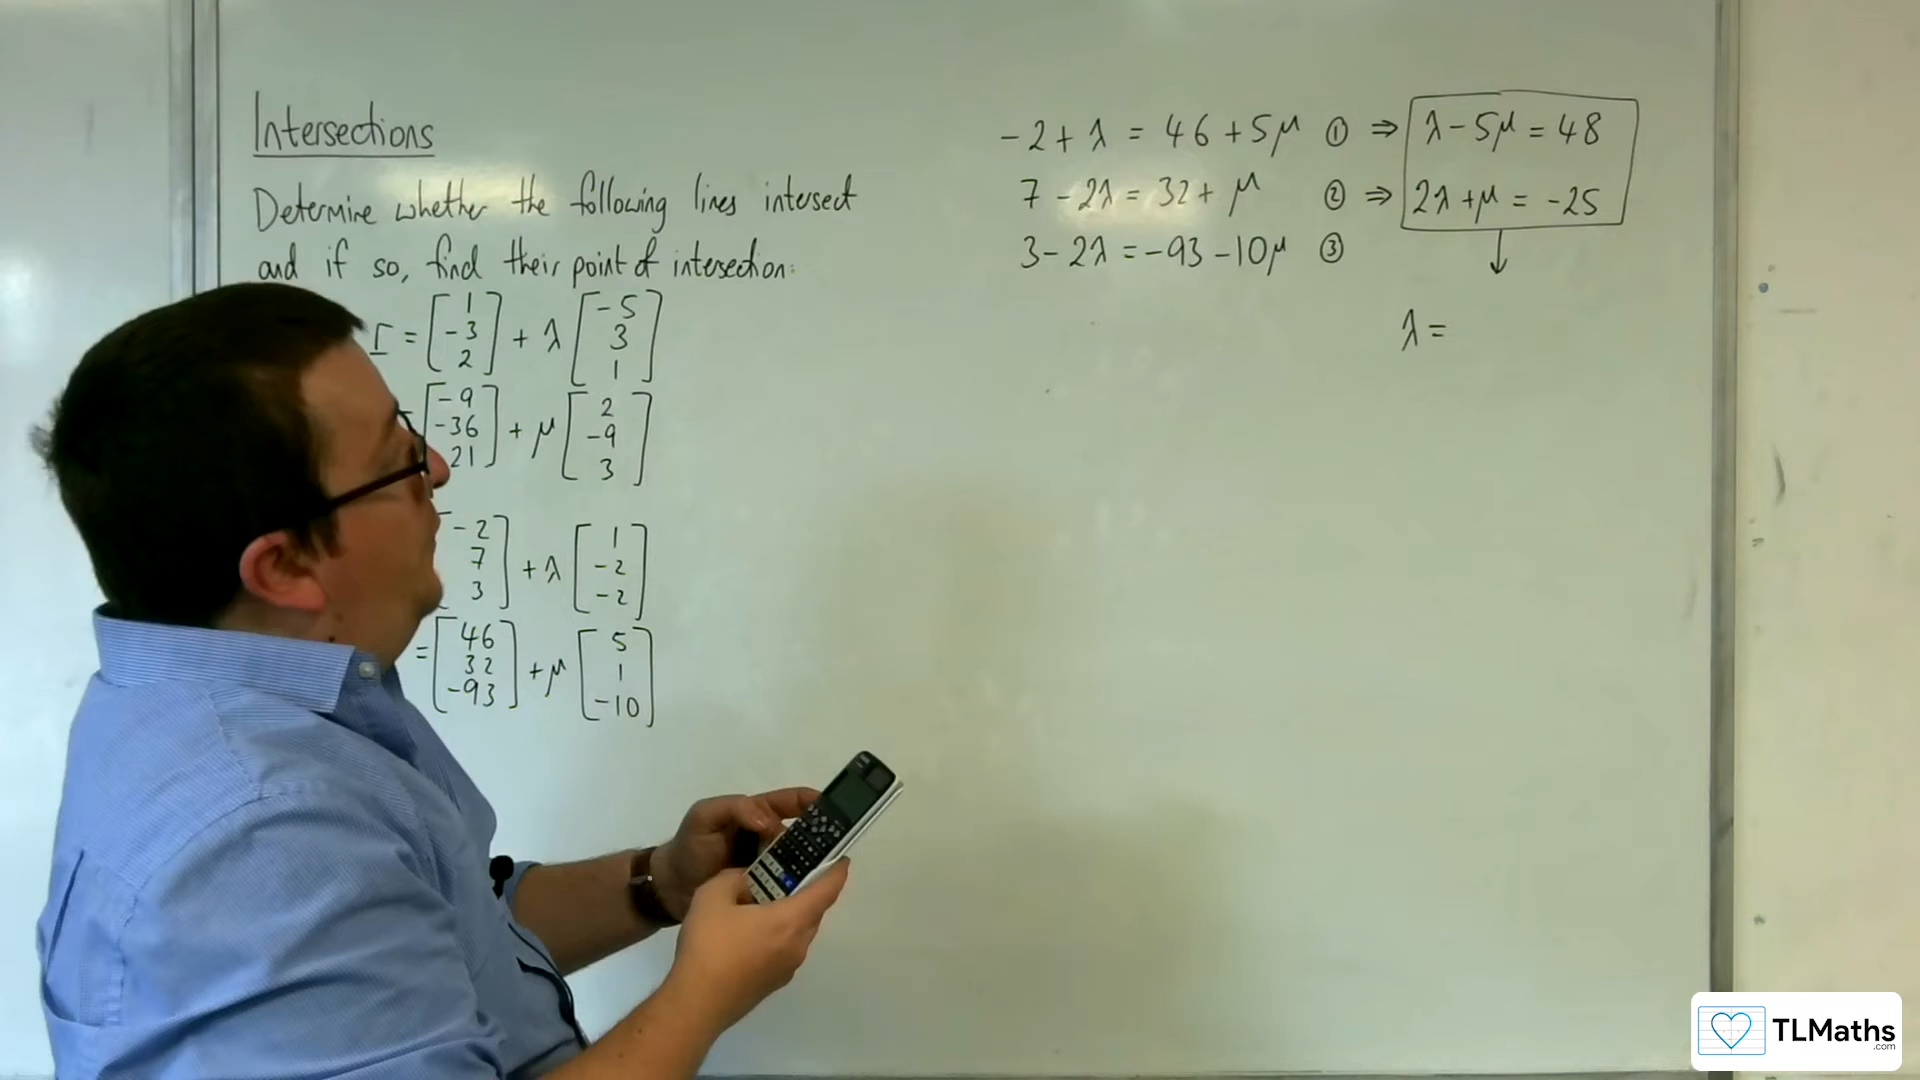 Intersections
Determine whether the following lines intersect
and if so, find their point of intersection:
r = [1 -3 2] + λ [-5 3 1]
[-9 -36 21] + μ [2 -9 3]
[-2 7 3] + λ [1 -2 -2]
= [46 32 -93] + μ [5 1 -10]
-2 + λ = 46 + 5μ ① ⇒ λ - 5μ = 48
7 - 2λ = 32 + μ ② ⇒ 2λ + μ = -25
3 - 2λ = -93 - 10μ ③
λ =
TLMaths
.com